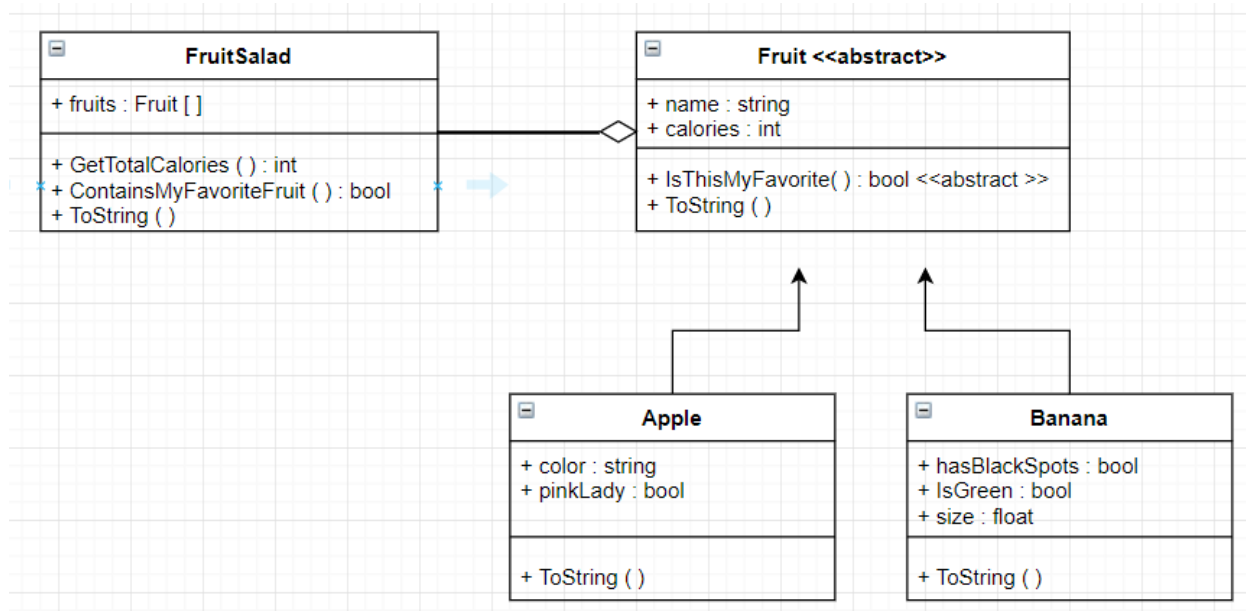 FruitSalad
+ fruits : Fruit [ ]
+ GetTotalCalories ( ) : int
+ ContainsMyFavoriteFruit ( ) : bool
+ ToString ( )
Fruit <<abstract>>
+ name : string
+ calories : int
+ IsThisMyFavorite( ) : bool <<abstract >>
+ ToString ( )
Apple
+ color : string
+ pinkLady : bool
+ ToString ( )
Banana
+ hasBlackSpots : bool
+ IsGreen : bool
+ size : float
+ ToString ( )